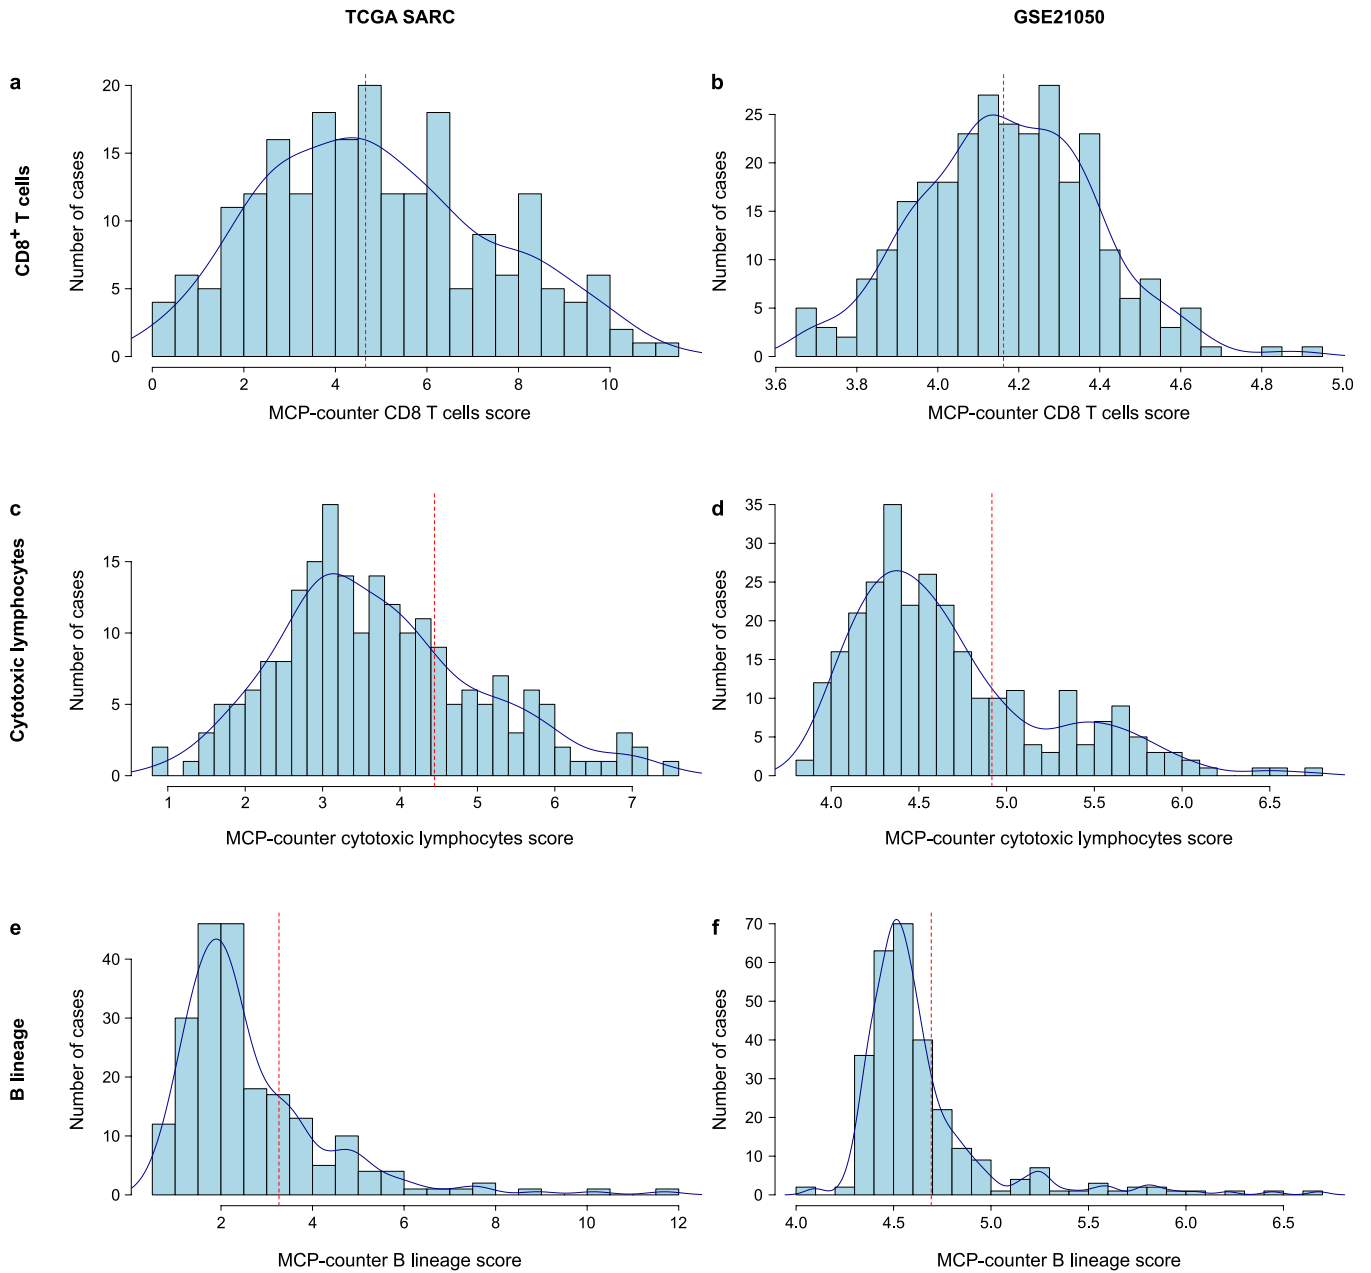 TCGA SARC
GSE21050
a
CD8+ T cells
Number of cases
20
15
10
5
0
0 2 4 6 8 10
MCP-counter CD8 T cells score
b
Number of cases
25
20
15
10
5
0
3.6 3.8 4.0 4.2 4.4 4.6 4.8 5.0
MCP-counter CD8 T cells score
c
Cytotoxic lymphocytes
Number of cases
15
10
5
0
1 2 3 4 5 6 7
MCP-counter cytotoxic lymphocytes score
d
Number of cases
35
30
25
20
15
10
5
0
4.0 4.5 5.0 5.5 6.0 6.5
MCP-counter cytotoxic lymphocytes score
e
B lineage
Number of cases
40
30
20
10
0
2 4 6 8 10 12
MCP-counter B lineage score
f
Number of cases
70
60
50
40
30
20
10
0
4.0 4.5 5.0 5.5 6.0 6.5
MCP-counter B lineage score